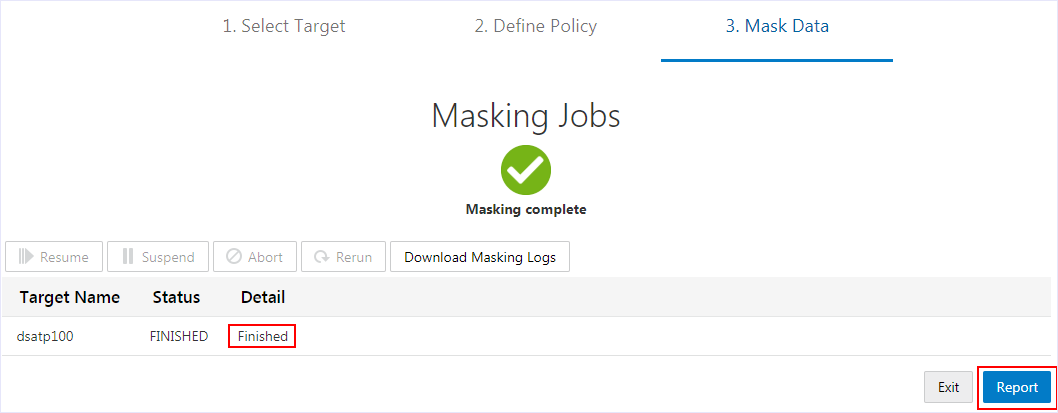 1. Select Target 2. Define Policy 3. Mask Data
Masking Jobs
Masking complete
Resume Suspend Abort Rerun Download Masking Logs
Target Name Status Detail
dsatp100 FINISHED Finished
Exit Report